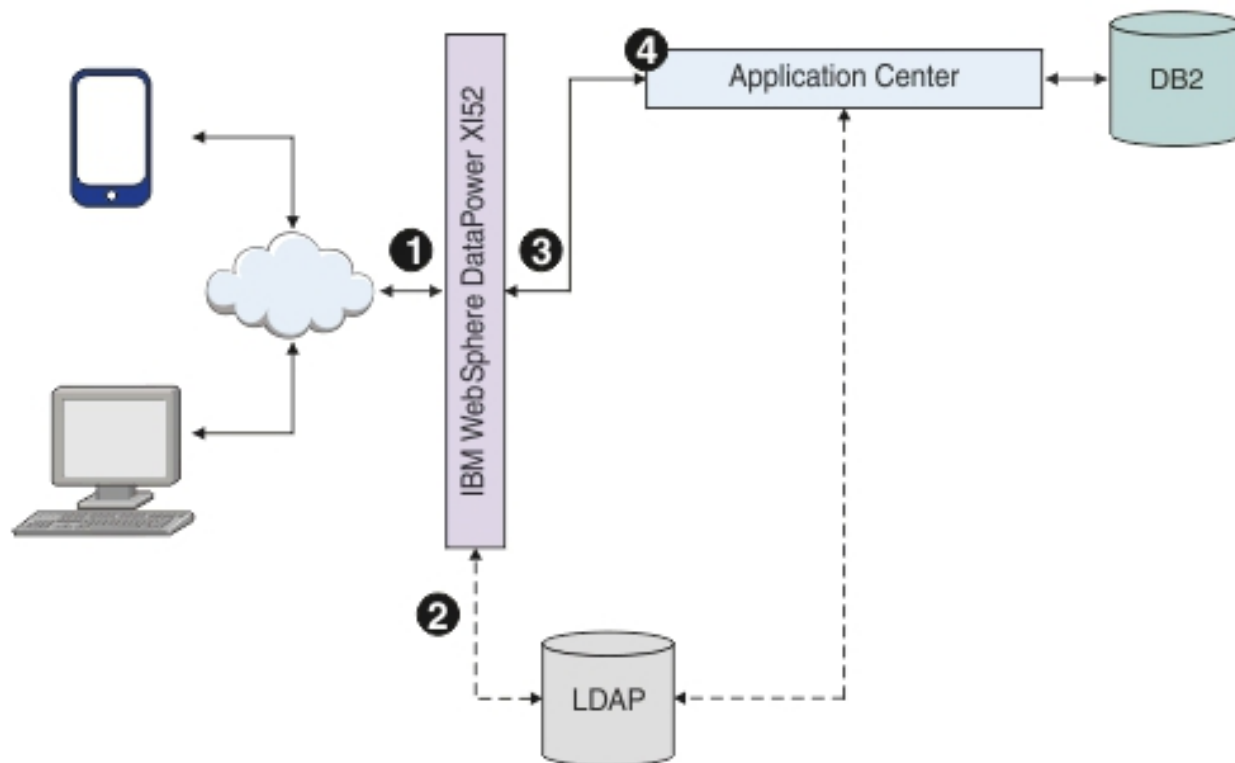 4
Application Center
DB2
IBM WebSphere DataPower XI52
1
3
2
LDAP